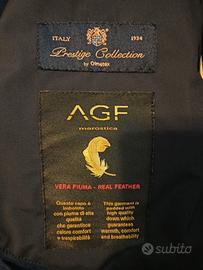 ITALY 1934
Prestige Collection
by Olmetex
AGF
marostica
VERA PIUMA - REAL FEATHER
Questo capo è
imbottito
con piuma di alta
qualità
che garantisce
calore comfort
e traspirabilità
This garment is
padded with
high quality
down which
guarantees
warmth, comfort
and breathability
subito